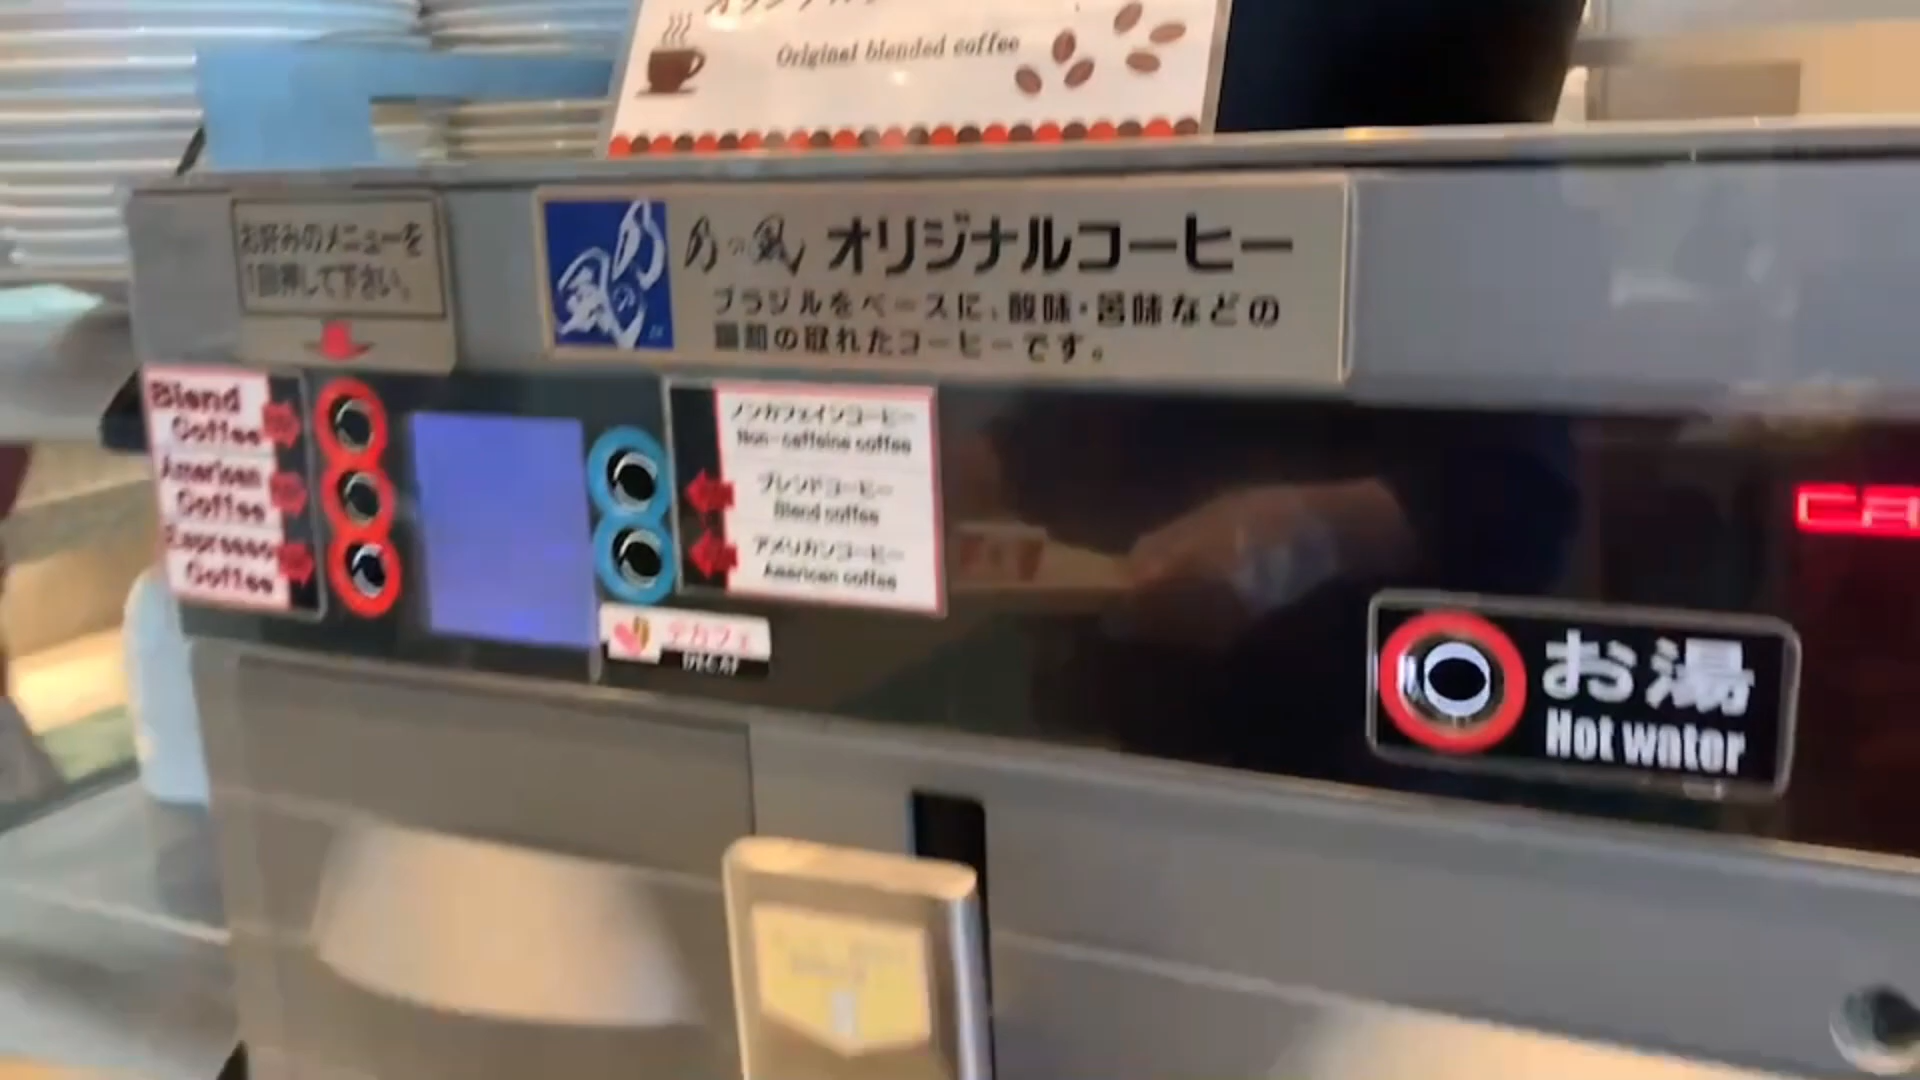 Original blended coffee
お好みのメニューを
1回押して下さい。
乃の風 オリジナルコーヒー
ブラジルをベースに、酸味・苦味などの
調和の取れたコーヒーです。
Blend
Coffee
American
Coffee
Espresso
Coffee
ノンカフェインコーヒー
Non-caffeine coffee
ブレンドコーヒー
Blend coffee
アメリカンコーヒー
American coffee
デカフェ
DECAF
お湯
Hot water
CA